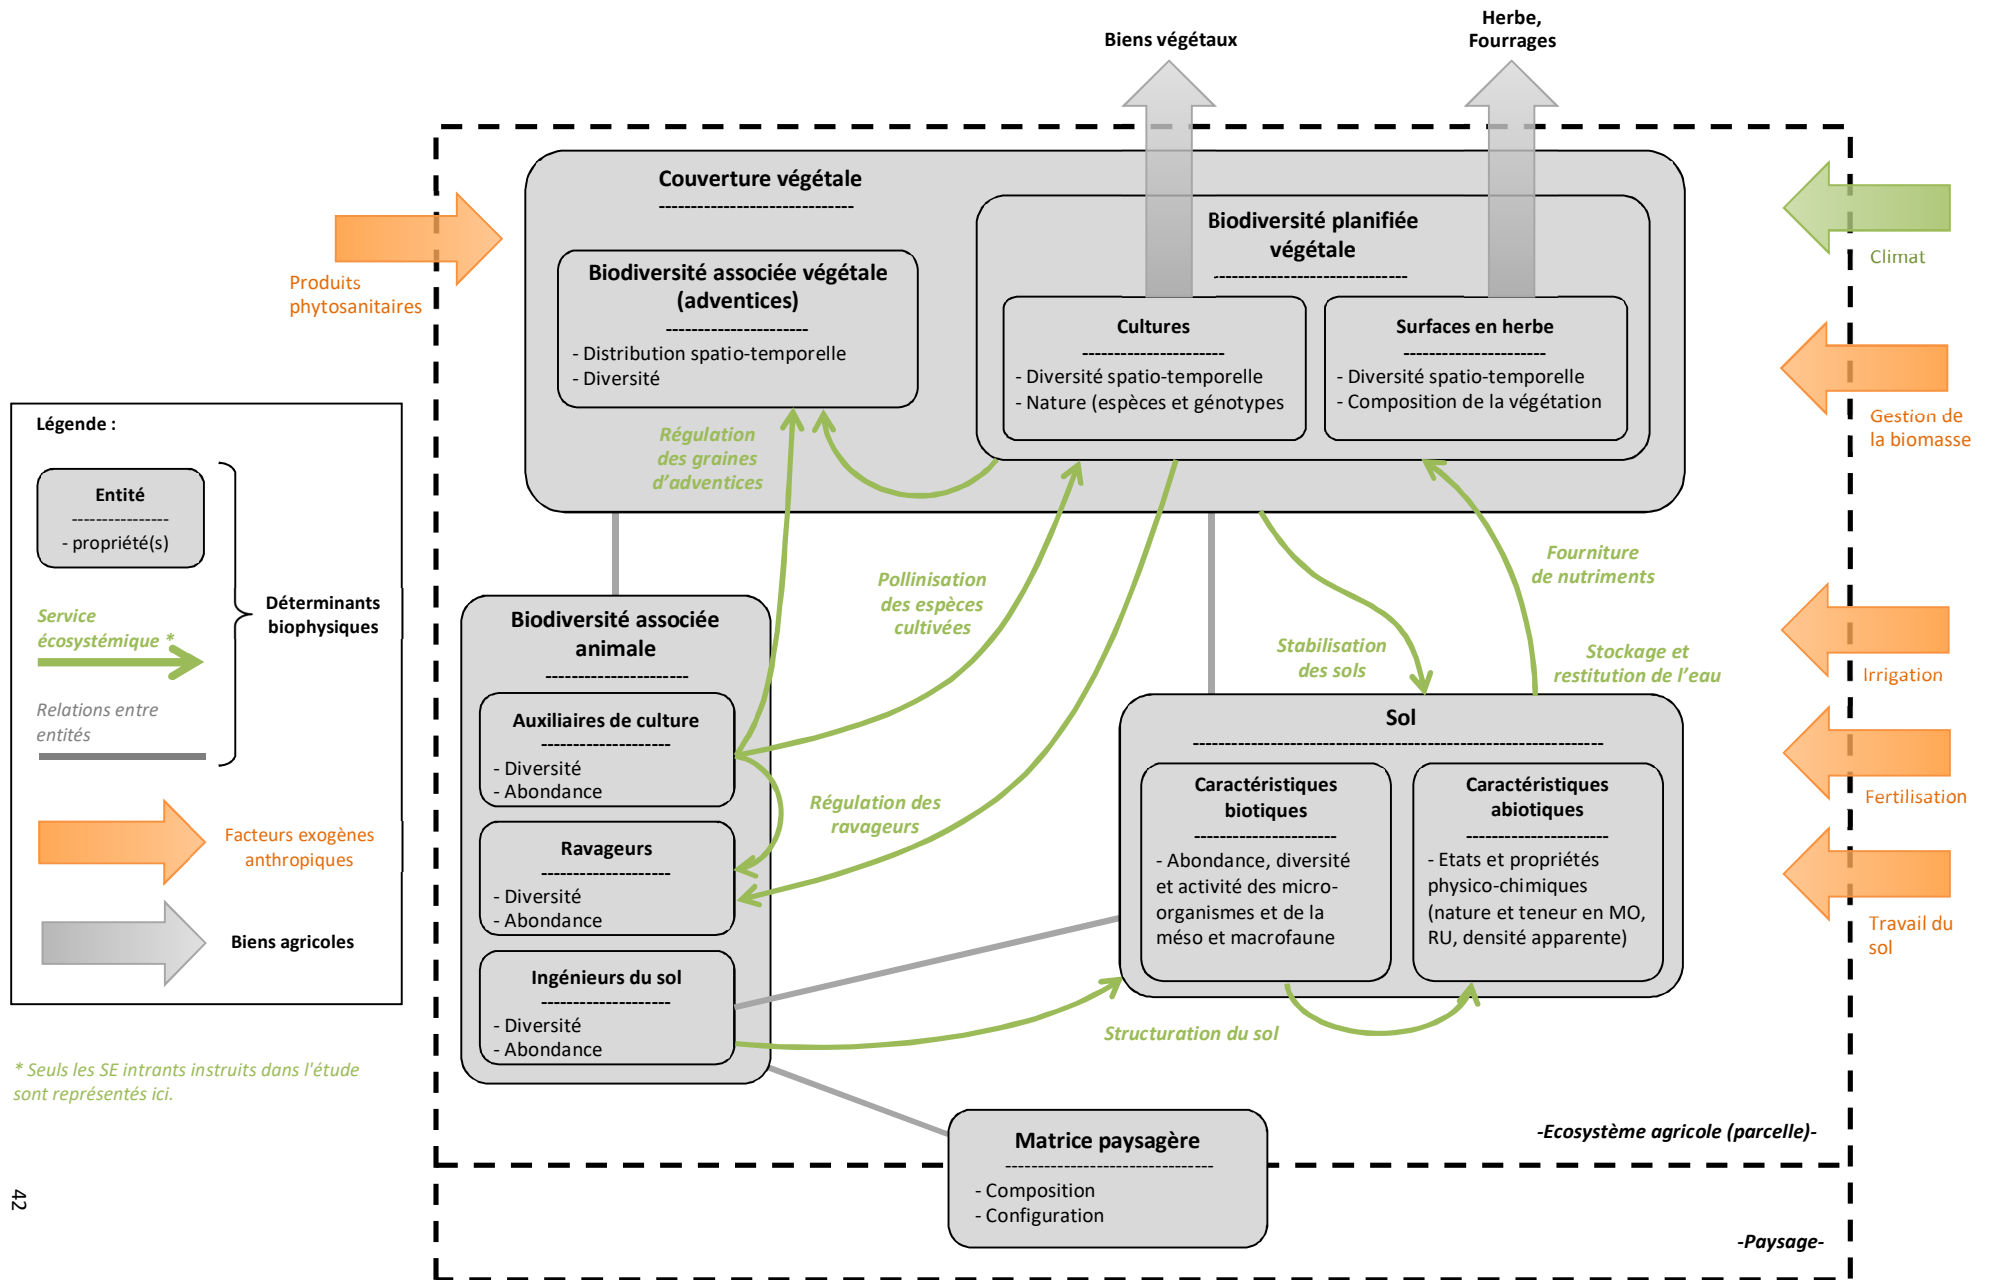 Biens végétaux
Herbe,
Fourrages
Couverture végétale
-----------------------------
Biodiversité planifiée
végétale
-----------------------------
Biodiversité associée végétale
(adventices)
----------------------
- Distribution spatio-temporelle
- Diversité
Cultures
----------------------
- Diversité spatio-temporelle
- Nature (espèces et génotypes
Surfaces en herbe
----------------------
- Diversité spatio-temporelle
- Composition de la végétation
Produits
phytosanitaires
Climat
Gestion de
la biomasse
Irrigation
Fertilisation
Travail du
sol
Légende :
Entité
---------------
- propriété(s)
Service
écosystémique *
Relations entre
entités
Déterminants
biophysiques
Facteurs exogènes
anthropiques
Biens agricoles
* Seuls les SE intrants instruits dans l'étude
sont représentés ici.
Régulation
des graines
d’adventices
Pollinisation
des espèces
cultivées
Régulation des
ravageurs
Stabilisation
des sols
Fourniture
de nutriments
Stockage et
restitution de l’eau
Structuration du sol
Biodiversité associée
animale
----------------------
Auxiliaires de culture
--------------------
- Diversité
- Abondance
Ravageurs
--------------------
- Diversité
- Abondance
Ingénieurs du sol
--------------------
- Diversité
- Abondance
Sol
---------------------------------------------------------------
Caractéristiques
biotiques
----------------------
- Abondance, diversité
et activité des micro-
organismes et de la
méso et macrofaune
Caractéristiques
abiotiques
----------------------
- Etats et propriétés
physico-chimiques
(nature et teneur en MO,
RU, densité apparente)
Matrice paysagère
--------------------------------
- Composition
- Configuration
-Ecosystème agricole (parcelle)-
-Paysage-
42